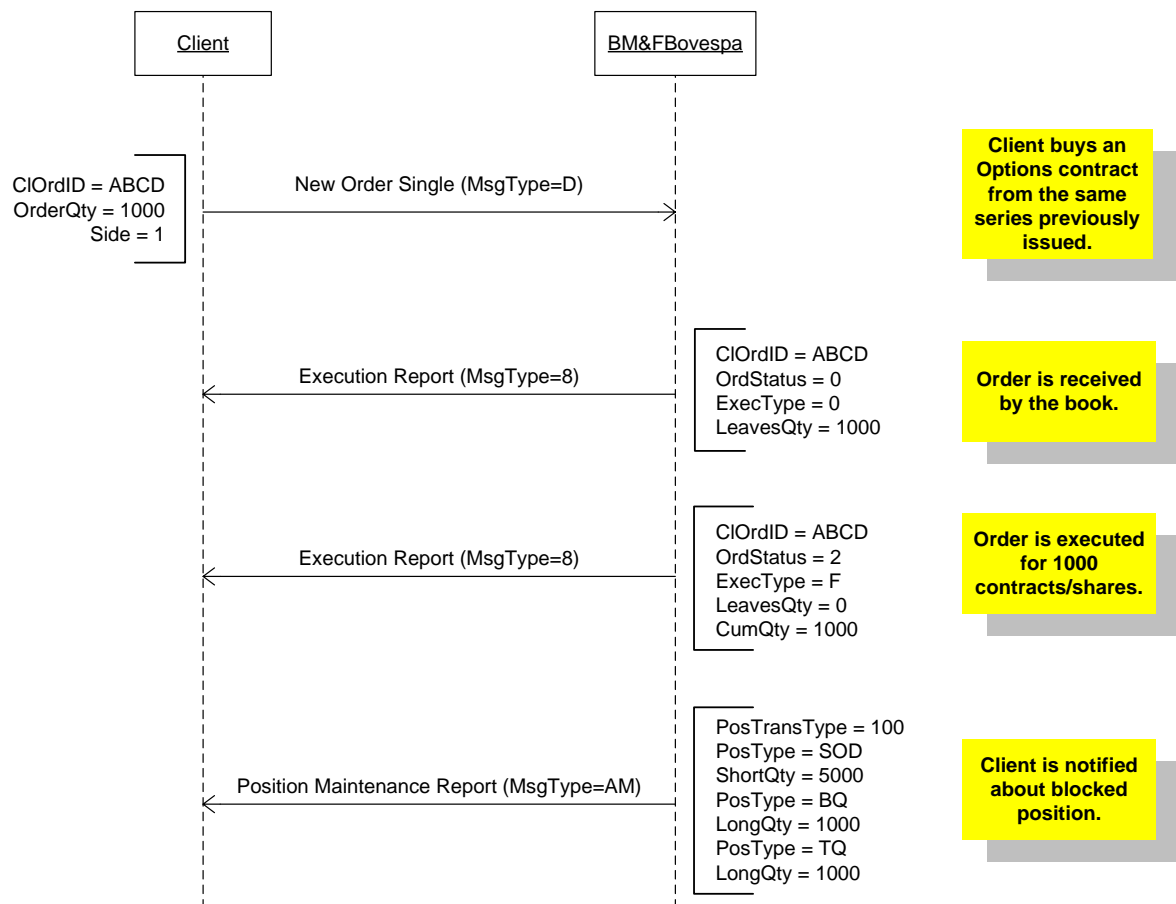 Client
BM&FBovespa
ClOrdID = ABCD
OrderQty = 1000
Side = 1
New Order Single (MsgType=D)
Client buys an
Options contract
from the same
series previously
issued.
Execution Report (MsgType=8)
ClOrdID = ABCD
OrdStatus = 0
ExecType = 0
LeavesQty = 1000
Order is received
by the book.
Execution Report (MsgType=8)
ClOrdID = ABCD
OrdStatus = 2
ExecType = F
LeavesQty = 0
CumQty = 1000
Order is executed
for 1000
contracts/shares.
Position Maintenance Report (MsgType=AM)
PosTransType = 100
PosType = SOD
ShortQty = 5000
PosType = BQ
LongQty = 1000
PosType = TQ
LongQty = 1000
Client is notified
about blocked
position.